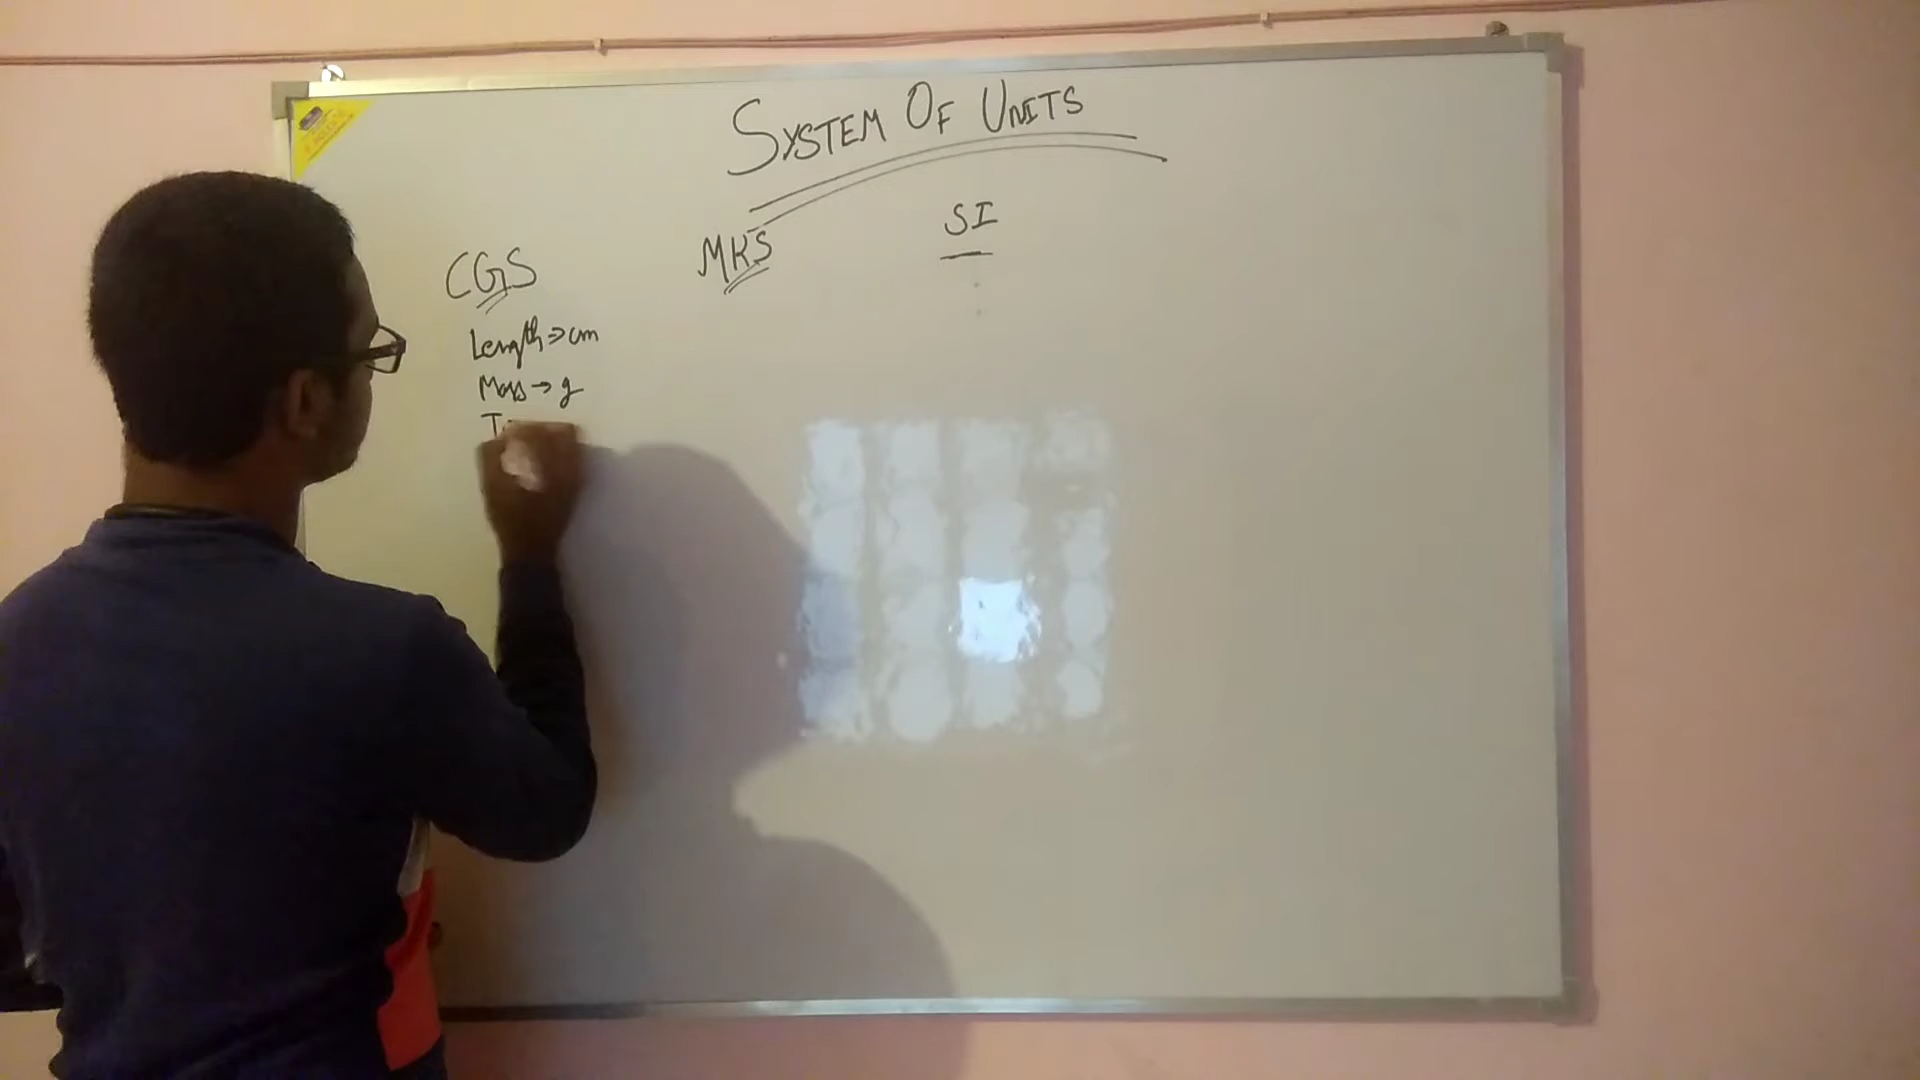 SYSTEM OF UNITS
CGS
MKS
SI
Length ⇒ cm
Mass → g